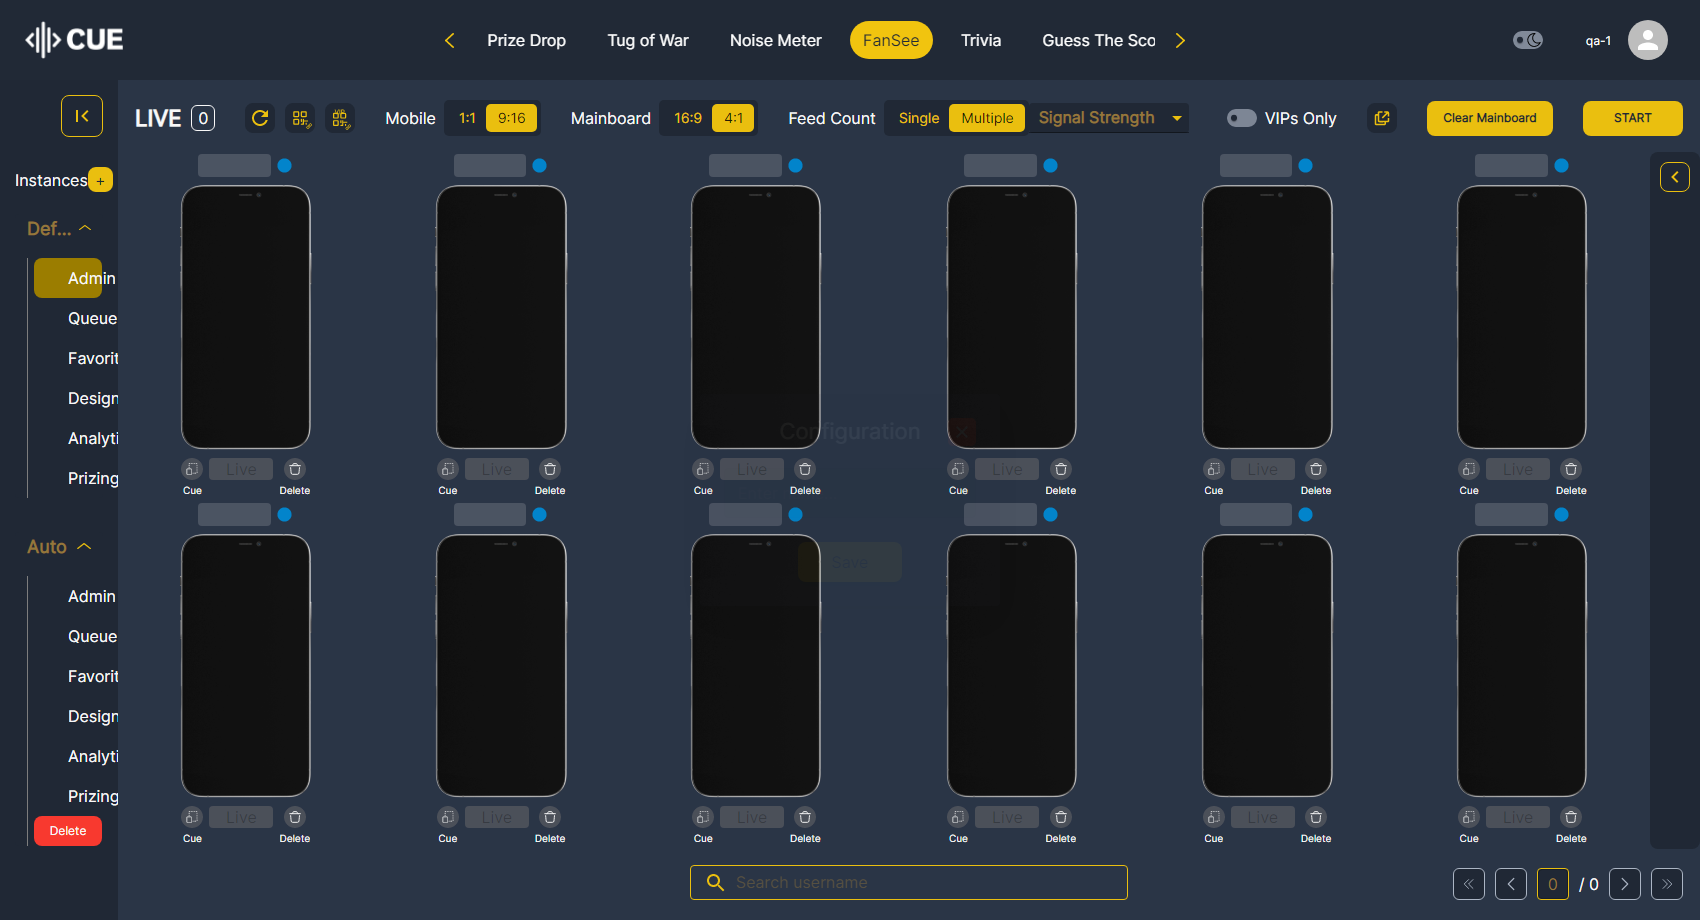 CUE
Prize Drop
Tug of War
Noise Meter
FanSee
Trivia
Guess The Sco
qa-1
LIVE 0
Mobile 1:1 9:16
Mainboard 16:9 4:1
Feed Count Single Multiple
Signal Strength
VIPs Only
Clear Mainboard
START
Instances +
Def...
Admin
Queue
Favorit
Design
Analyti
Prizing
Auto
Admin
Queue
Favorit
Design
Analyti
Prizing
Delete
Live Live Live Live Live Live
Cue Delete Cue Delete Cue Delete Cue Delete Cue Delete Cue Delete
Configuration
Save
Live Live Live Live Live Live
Cue Delete Cue Delete Cue Delete Cue Delete Cue Delete Cue Delete
Search username
0 / 0